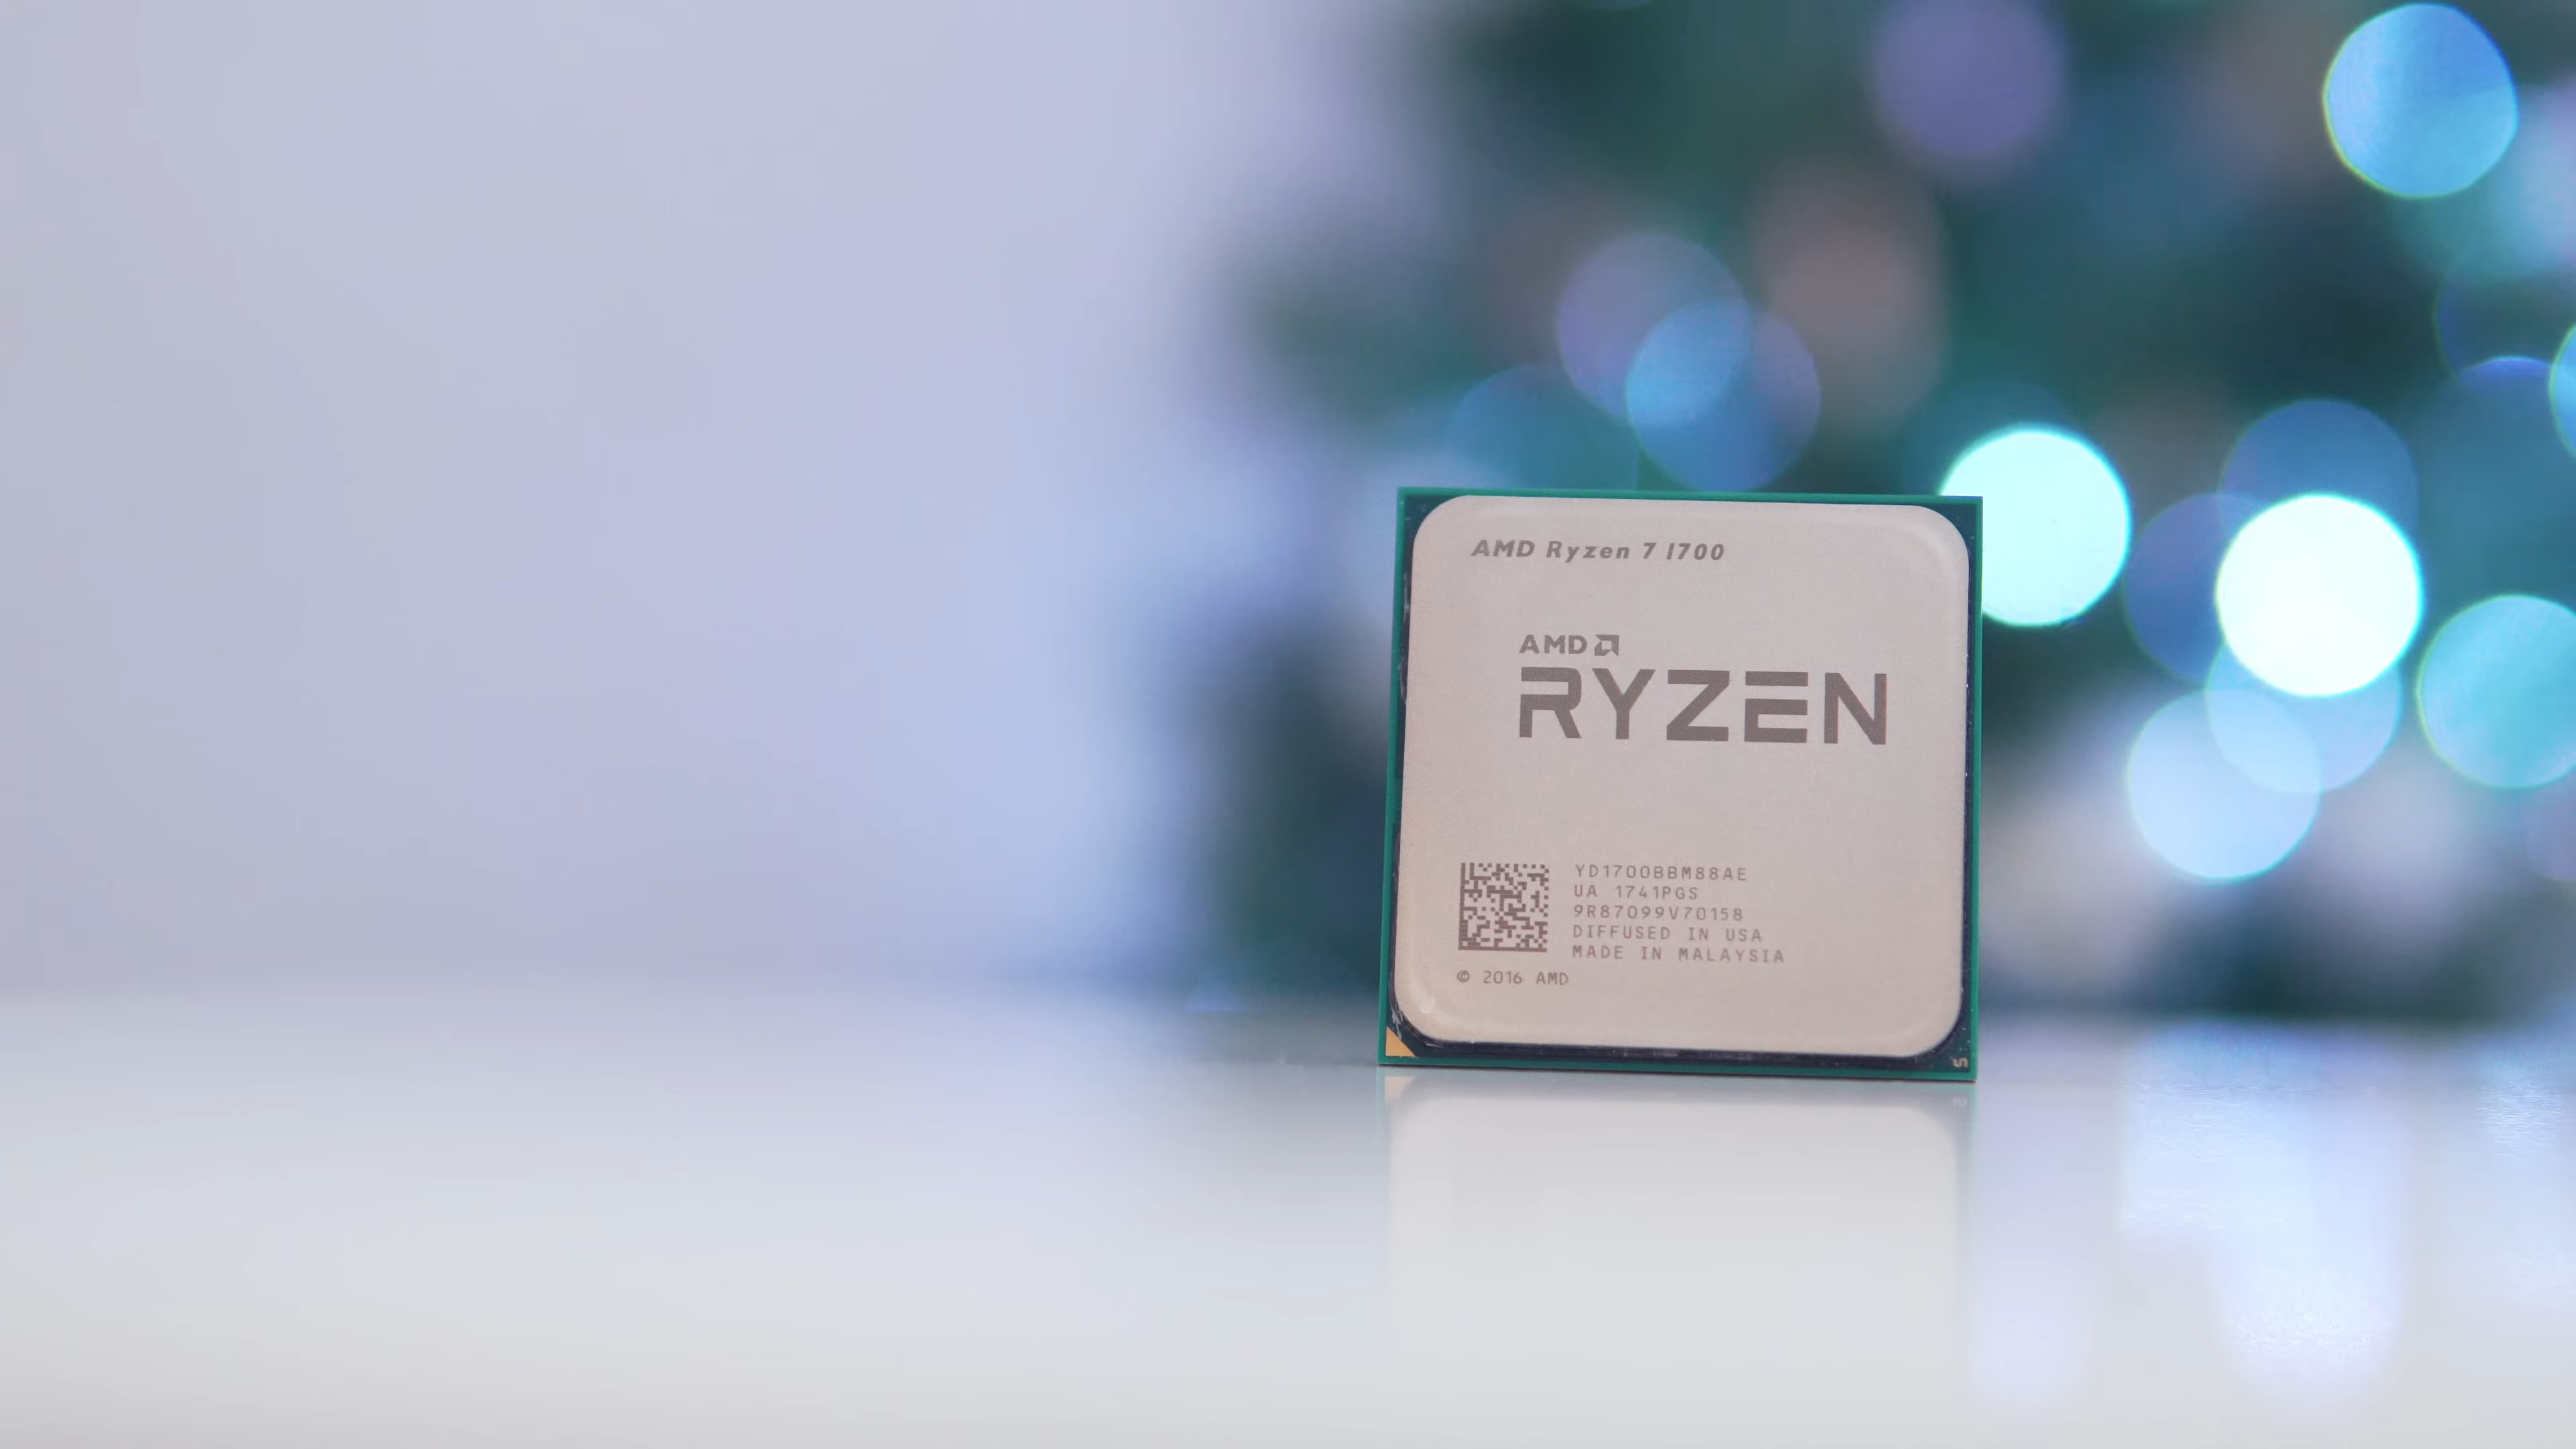 AMD Ryzen 7 1700
AMD
RYZEN
YD1700BBM88AE
UA 1741PGS
9R87099V70158
DIFFUSED IN USA
MADE IN MALAYSIA
© 2016 AMD